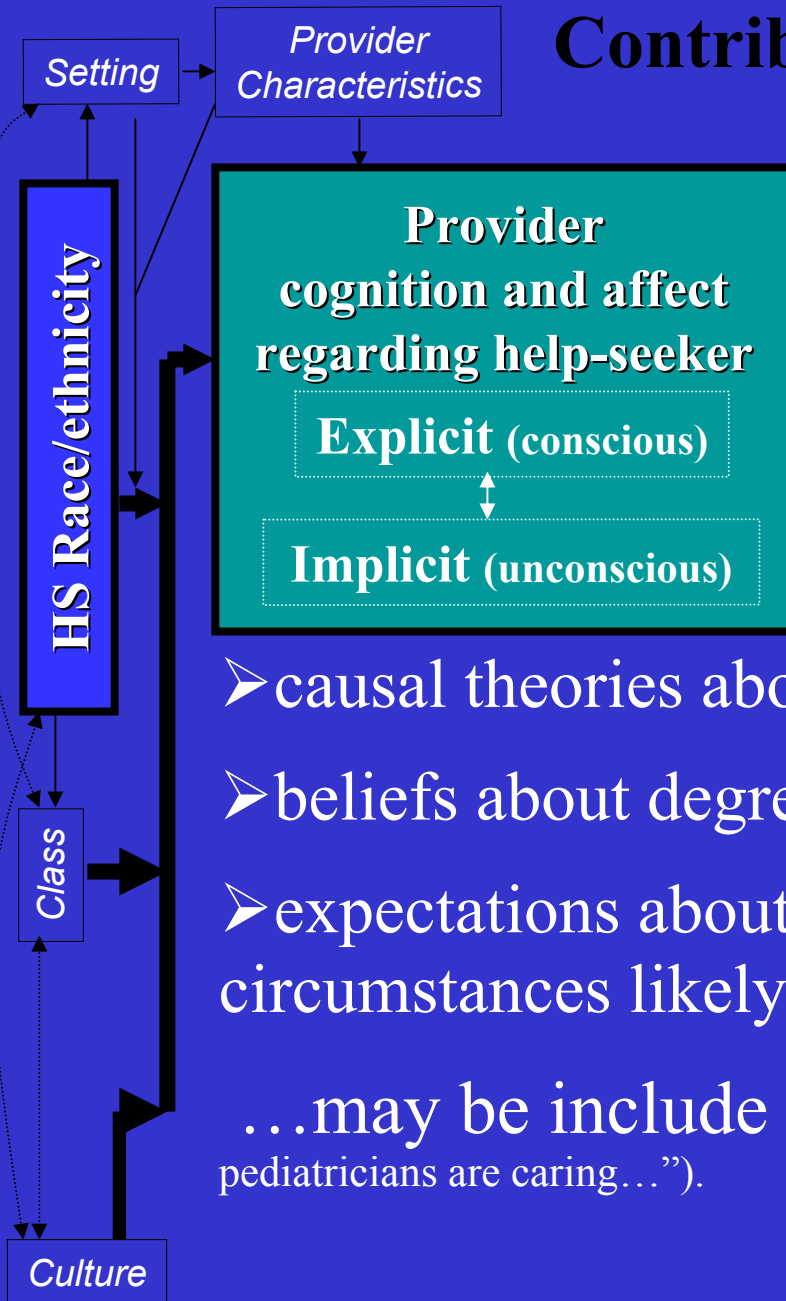 Contrib
Setting
Provider
Characteristics
HS Race/ethnicity
Provider
cognition and affect
regarding help-seeker
Explicit (conscious)
Implicit (unconscious)
➢causal theories abo
➢beliefs about degre
Class
➢expectations about
circumstances likely
…may be include
pediatricians are caring…”).
Culture